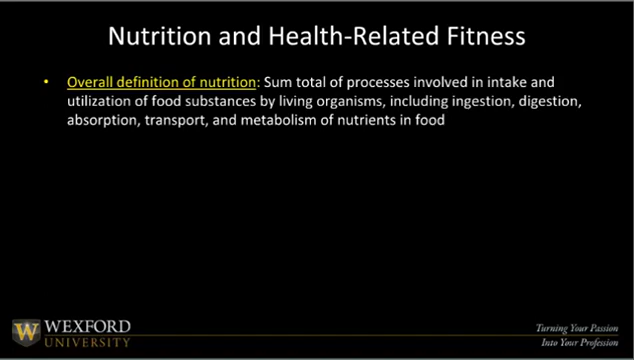 Nutrition and Health-Related Fitness
• Overall definition of nutrition: Sum total of processes involved in intake and
utilization of food substances by living organisms, including ingestion, digestion,
absorption, transport, and metabolism of nutrients in food
W WEXFORD
UNIVERSITY
Turning Your Passion
Into Your Profession